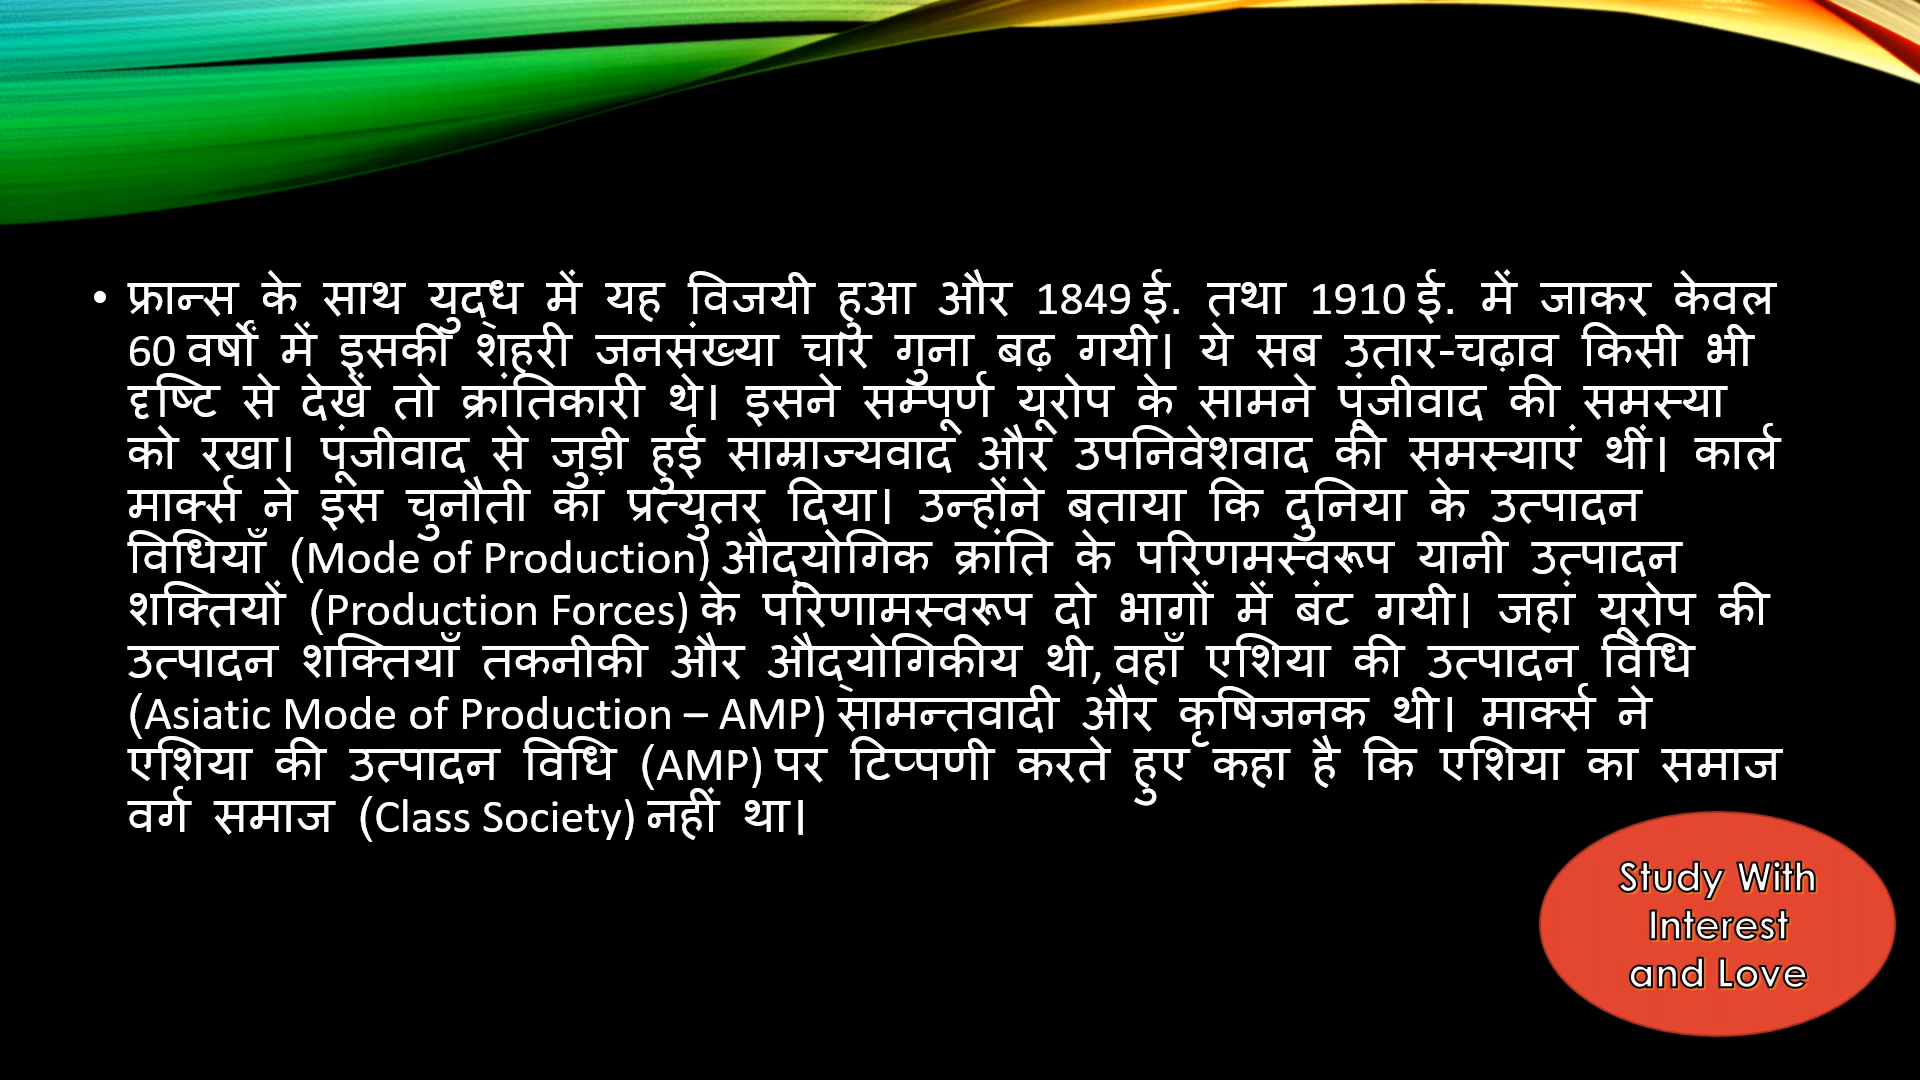 • फ्रान्स के साथ युद्ध में यह विजयी हुआ और 1849 ई. तथा 1910 ई. में जाकर केवल
60 वर्षों में इसकी शहरी जनसंख्या चार गुना बढ़ गयी। ये सब उतार-चढ़ाव किसी भी
दृष्टि से देखें तो क्रांतिकारी थे। इसने सम्पूर्ण यूरोप के सामने पूंजीवाद की समस्या
को रखा। पूंजीवाद से जुड़ी हुई साम्राज्यवाद और उपनिवेशवाद की समस्याएं थीं। कार्ल
मार्क्स ने इस चुनौती का प्रत्युतर दिया। उन्होंने बताया कि दुनिया के उत्पादन
विधियाँ (Mode of Production) औद्योगिक क्रांति के परिणमस्वरूप यानी उत्पादन
शक्तियों (Production Forces) के परिणामस्वरूप दो भागों में बंट गयी। जहां यूरोप की
उत्पादन शक्तियाँ तकनीकी और औद्योगिकीय थी, वहाँ एशिया की उत्पादन विधि
(Asiatic Mode of Production – AMP) सामन्तवादी और कृषिजनक थी। मार्क्स ने
एशिया की उत्पादन विधि (AMP) पर टिप्पणी करते हुए कहा है कि एशिया का समाज
वर्ग समाज (Class Society) नहीं था।
Study With
Interest
and Love